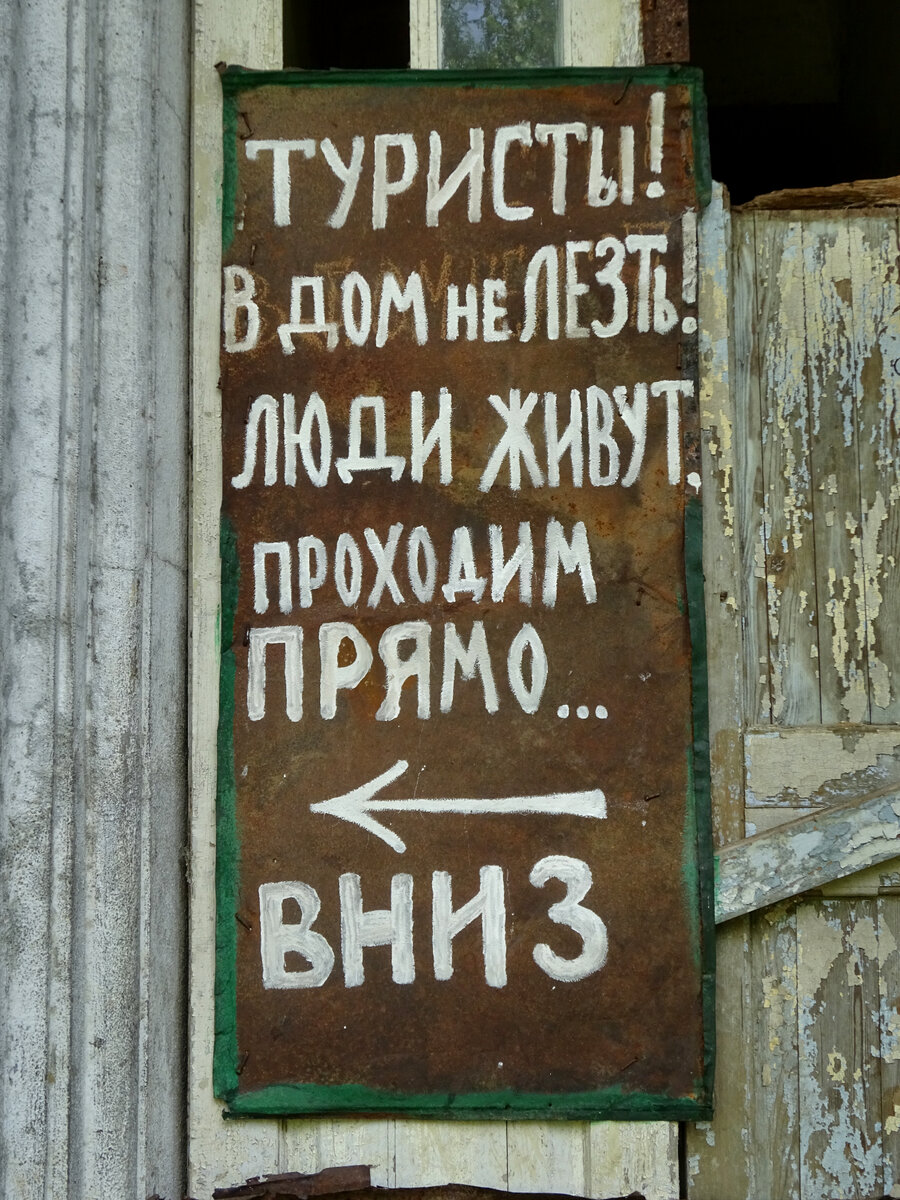 ТУРИСТЫ!
В ДОМ НЕ ЛЕЗТЬ!
ЛЮДИ ЖИВУТ.
ПРОХОДИМ
ПРЯМО...
ВНИЗ